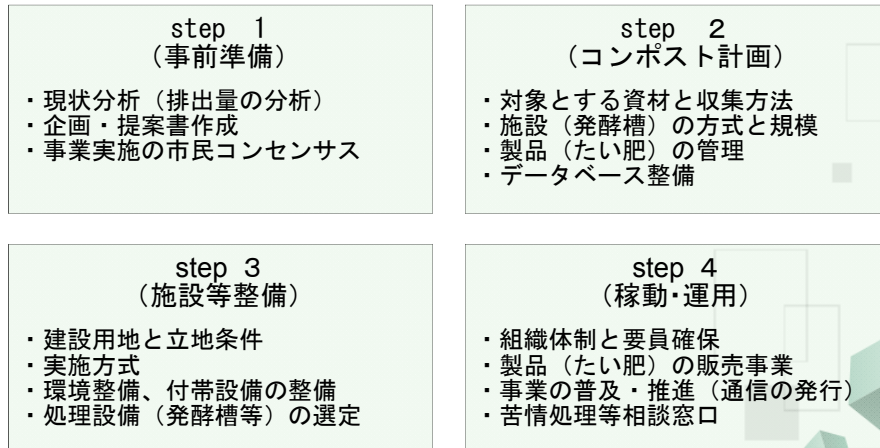 step 1
（事前準備）
・現状分析（排出量の分析）
・企画・提案書作成
・事業実施の市民コンセンサス
step 2
（コンポスト計画）
・対象とする資材と収集方法
・施設（発酵槽）の方式と規模
・製品（たい肥）の管理
・データベース整備
step 3
（施設等整備）
・建設用地と立地条件
・実施方式
・環境整備、付帯設備の整備
・処理設備（発酵槽等）の選定
step 4
（稼動・運用）
・組織体制と要員確保
・製品（たい肥）の販売事業
・事業の普及・推進（通信の発行）
・苦情処理等相談窓口